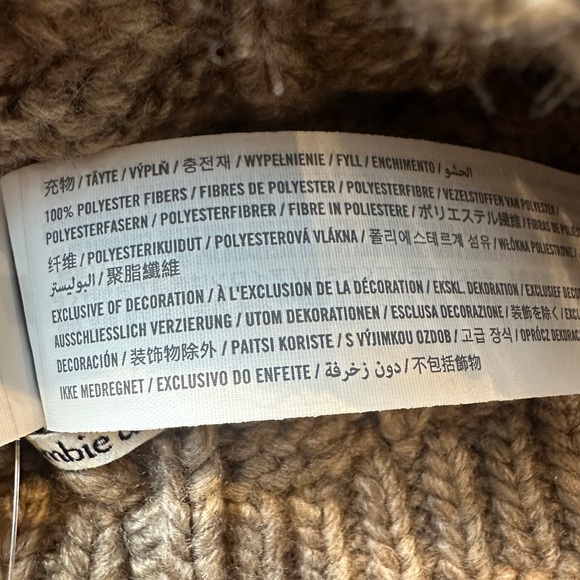 充物 / TÄYTE / VÝPLŇ / 충전재 / WYPEŁNIENIE / FYLL / ENCHIMENTO / الحشو
100% POLYESTER FIBERS / FIBRES DE POLYESTER / POLYESTERFIBRE / VEZELSTOFFEN VAN POLYESTER /
POLYESTERFASERN / POLYESTERFIBRER / FIBRE IN POLIESTERE / ポリエステル繊維 / FIBRAS DE
纤维 / POLYESTERIKUIDUT / POLYESTEROVÁ VLÁKNA / 폴리에스테르계 섬유 / WŁÓKNA POLIESTROWE /
البوليستر / 聚脂纖維
EXCLUSIVE OF DECORATION / À L'EXCLUSION DE LA DÉCORATION / EKSKL. DEKORATION / EXCLUSIEF
AUSSCHLIESSLICH VERZIERUNG / UTOM DEKORATIONEN / ESCLUSA DECORAZIONE / 装飾を除く /
DECORACIÓN / 装饰物除外 / PAITSI KORISTE / S VÝJIMKOU OZDOB / 고급 장식 / OPRÓCZ
IKKE MEDREGNET / EXCLUSIVO DO ENFEITE / دون زخرفة / 不包括飾物